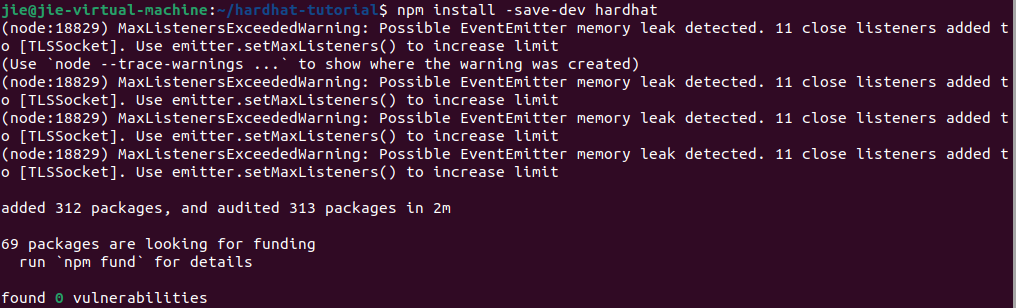 jie@jie-virtual-machine:~/hardhat-tutorial$ npm install -save-dev hardhat
(node:18829) MaxListenersExceededWarning: Possible EventEmitter memory leak detected. 11 close listeners added t
o [TLSSocket]. Use emitter.setMaxListeners() to increase limit
(Use `node --trace-warnings ...` to show where the warning was created)
(node:18829) MaxListenersExceededWarning: Possible EventEmitter memory leak detected. 11 close listeners added t
o [TLSSocket]. Use emitter.setMaxListeners() to increase limit
(node:18829) MaxListenersExceededWarning: Possible EventEmitter memory leak detected. 11 close listeners added t
o [TLSSocket]. Use emitter.setMaxListeners() to increase limit
(node:18829) MaxListenersExceededWarning: Possible EventEmitter memory leak detected. 11 close listeners added t
o [TLSSocket]. Use emitter.setMaxListeners() to increase limit

added 312 packages, and audited 313 packages in 2m

69 packages are looking for funding
  run `npm fund` for details

found 0 vulnerabilities